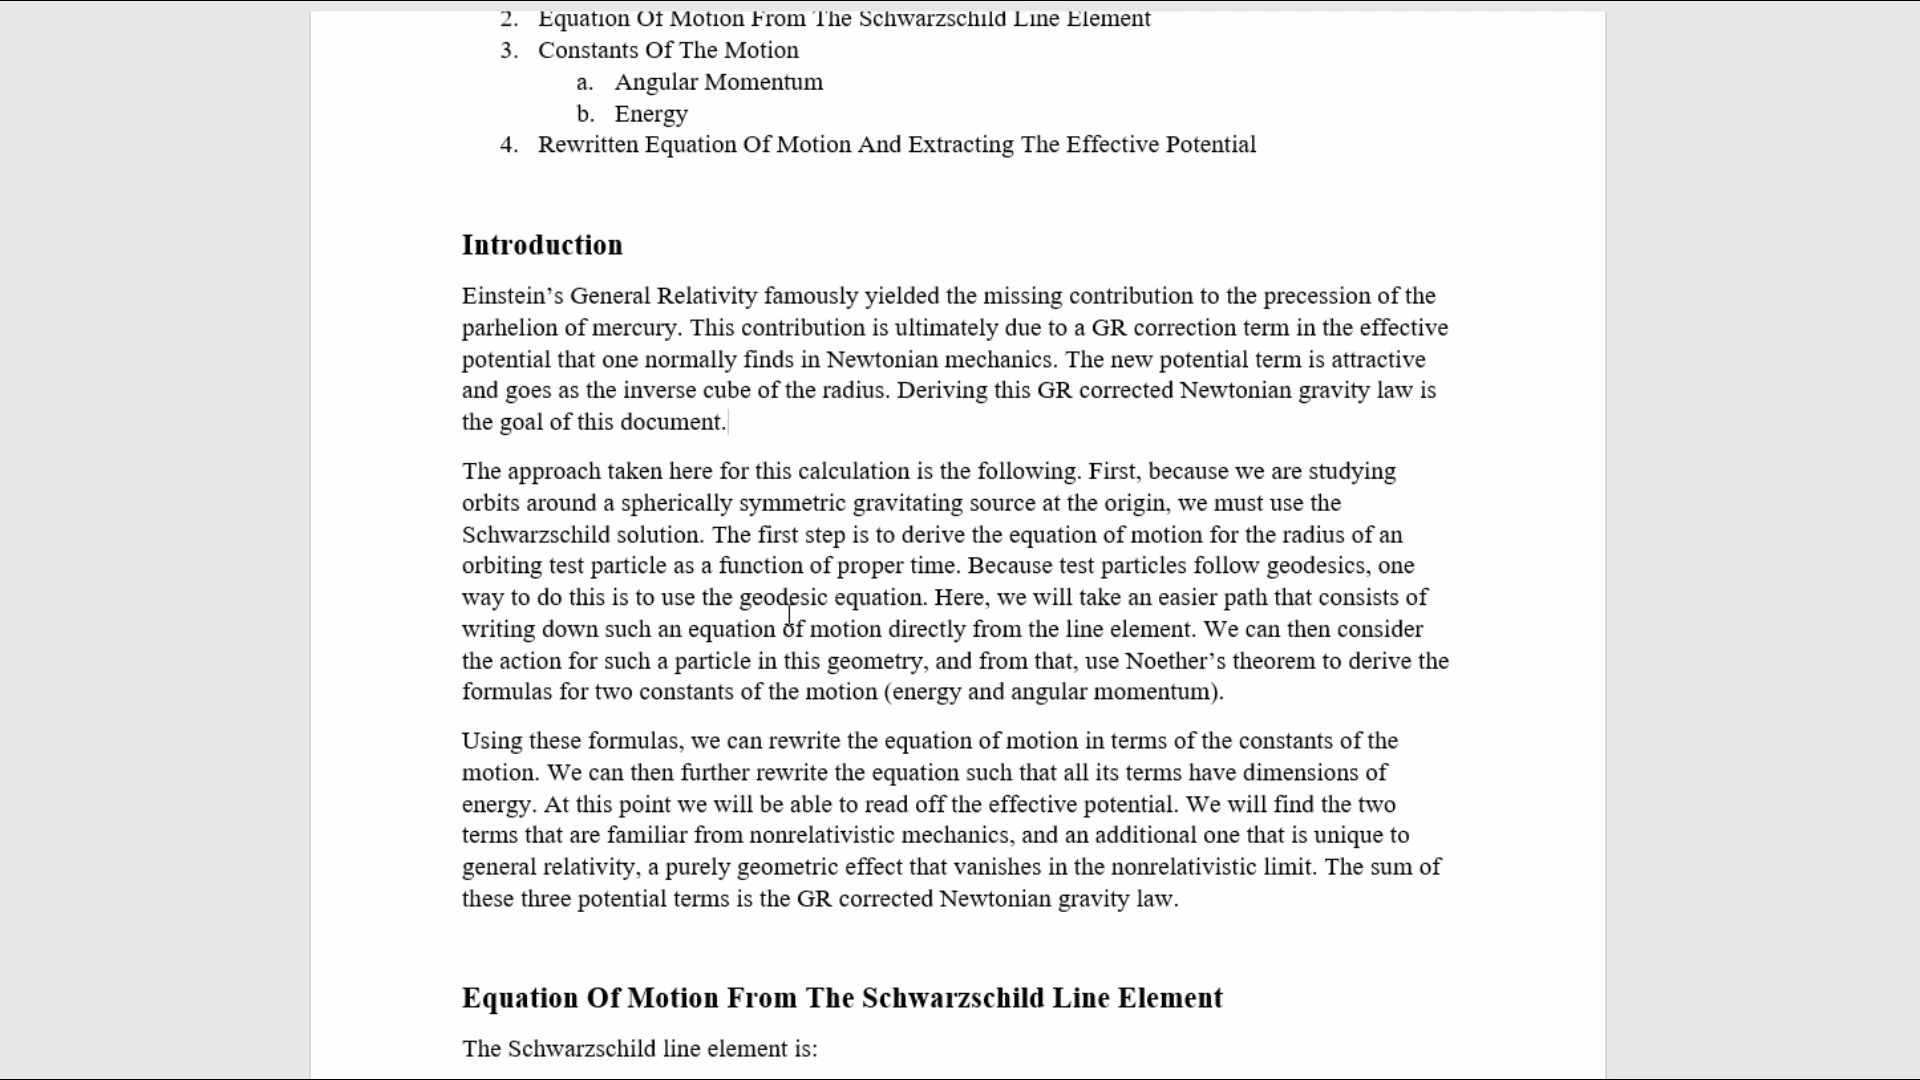 2. Equation Of Motion From The Schwarzschild Line Element
3. Constants Of The Motion
a. Angular Momentum
b. Energy
4. Rewritten Equation Of Motion And Extracting The Effective Potential
Introduction
Einstein’s General Relativity famously yielded the missing contribution to the precession of the
parhelion of mercury. This contribution is ultimately due to a GR correction term in the effective
potential that one normally finds in Newtonian mechanics. The new potential term is attractive
and goes as the inverse cube of the radius. Deriving this GR corrected Newtonian gravity law is
the goal of this document.
The approach taken here for this calculation is the following. First, because we are studying
orbits around a spherically symmetric gravitating source at the origin, we must use the
Schwarzschild solution. The first step is to derive the equation of motion for the radius of an
orbiting test particle as a function of proper time. Because test particles follow geodesics, one
way to do this is to use the geodesic equation. Here, we will take an easier path that consists of
writing down such an equation of motion directly from the line element. We can then consider
the action for such a particle in this geometry, and from that, use Noether’s theorem to derive the
formulas for two constants of the motion (energy and angular momentum).
Using these formulas, we can rewrite the equation of motion in terms of the constants of the
motion. We can then further rewrite the equation such that all its terms have dimensions of
energy. At this point we will be able to read off the effective potential. We will find the two
terms that are familiar from nonrelativistic mechanics, and an additional one that is unique to
general relativity, a purely geometric effect that vanishes in the nonrelativistic limit. The sum of
these three potential terms is the GR corrected Newtonian gravity law.
Equation Of Motion From The Schwarzschild Line Element
The Schwarzschild line element is: